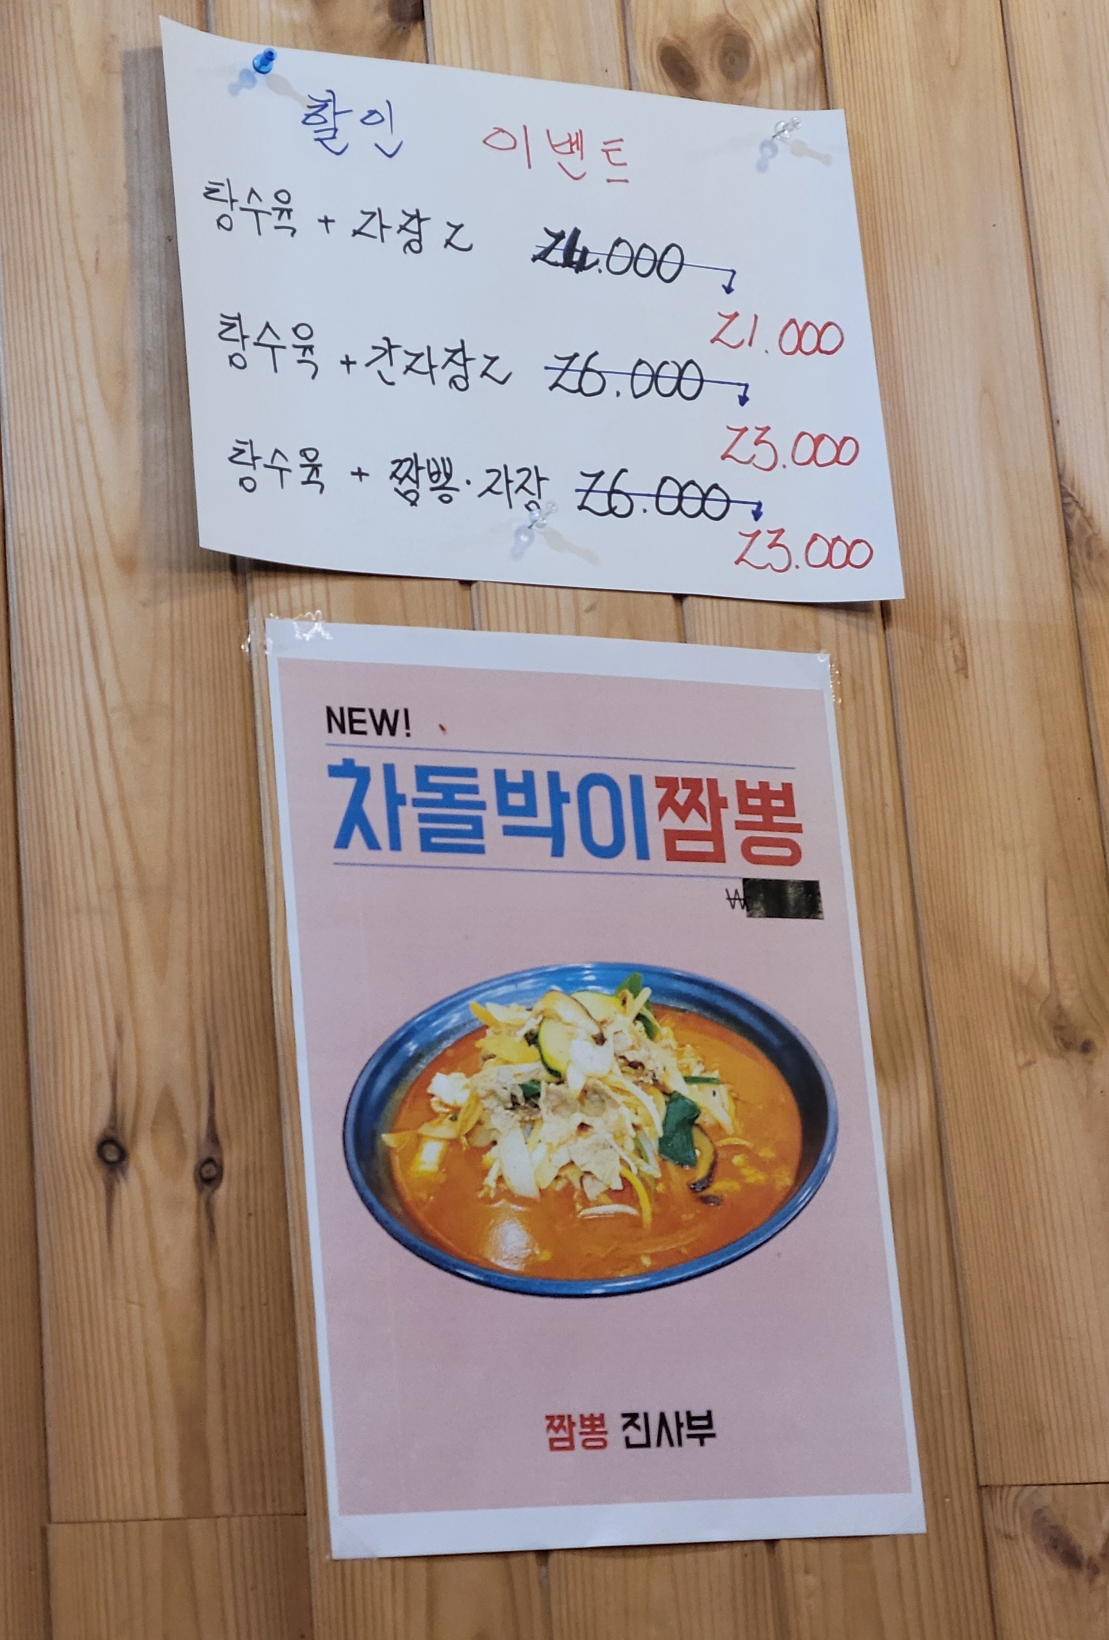 할인 이벤트
탕수육 + 자장 2 24.000
21.000
탕수육 + 간자장 2 26.000
23.000
탕수육 + 짬뽕·자장 26.000
23.000
NEW!
차돌박이짬뽕
₩
짬뽕 진사부